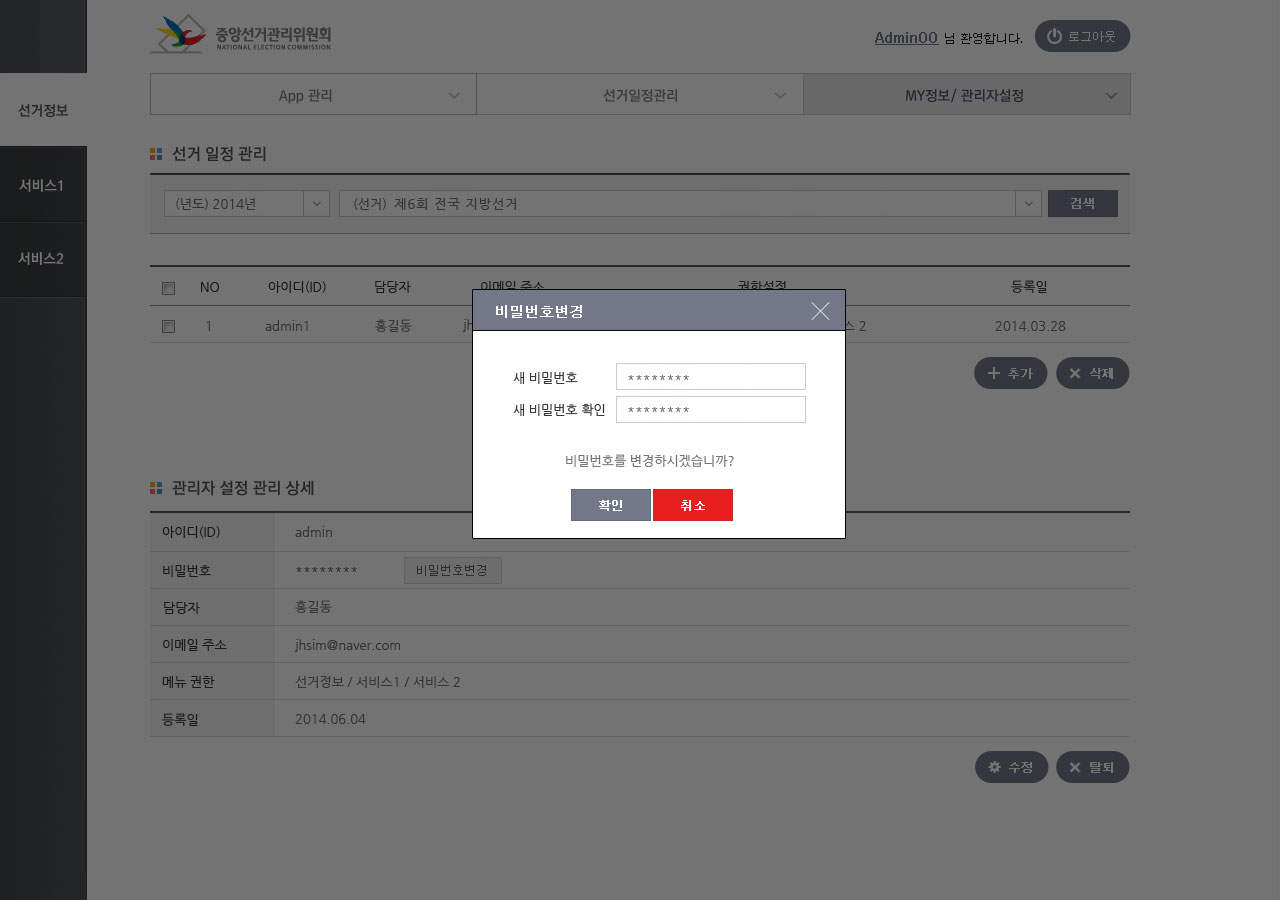 중앙선거관리위원회
NATIONAL ELECTION COMMISSION
Admin00 님 환영합니다.
로그아웃
App 관리
선거일정관리
MY정보/ 관리자설정
선거정보
서비스1
서비스2
선거 일정 관리
(년도) 2014년
(선거) 제6회 전국 지방선거
검색
NO 아이디(ID) 담당자 이메일 주소 권한설정 등록일
1 admin1 홍길동 jh 스 2 2014.03.28
추가 삭제
비밀번호변경
새 비밀번호 ********
새 비밀번호 확인 ********
비밀번호를 변경하시겠습니까?
확인 취소
관리자 설정 관리 상세
아이디(ID) admin
비밀번호 ******** 비밀번호변경
담당자 홍길동
이메일 주소 jhsim@naver.com
메뉴 권한 선거정보 / 서비스1 / 서비스 2
등록일 2014.06.04
수정 탈퇴